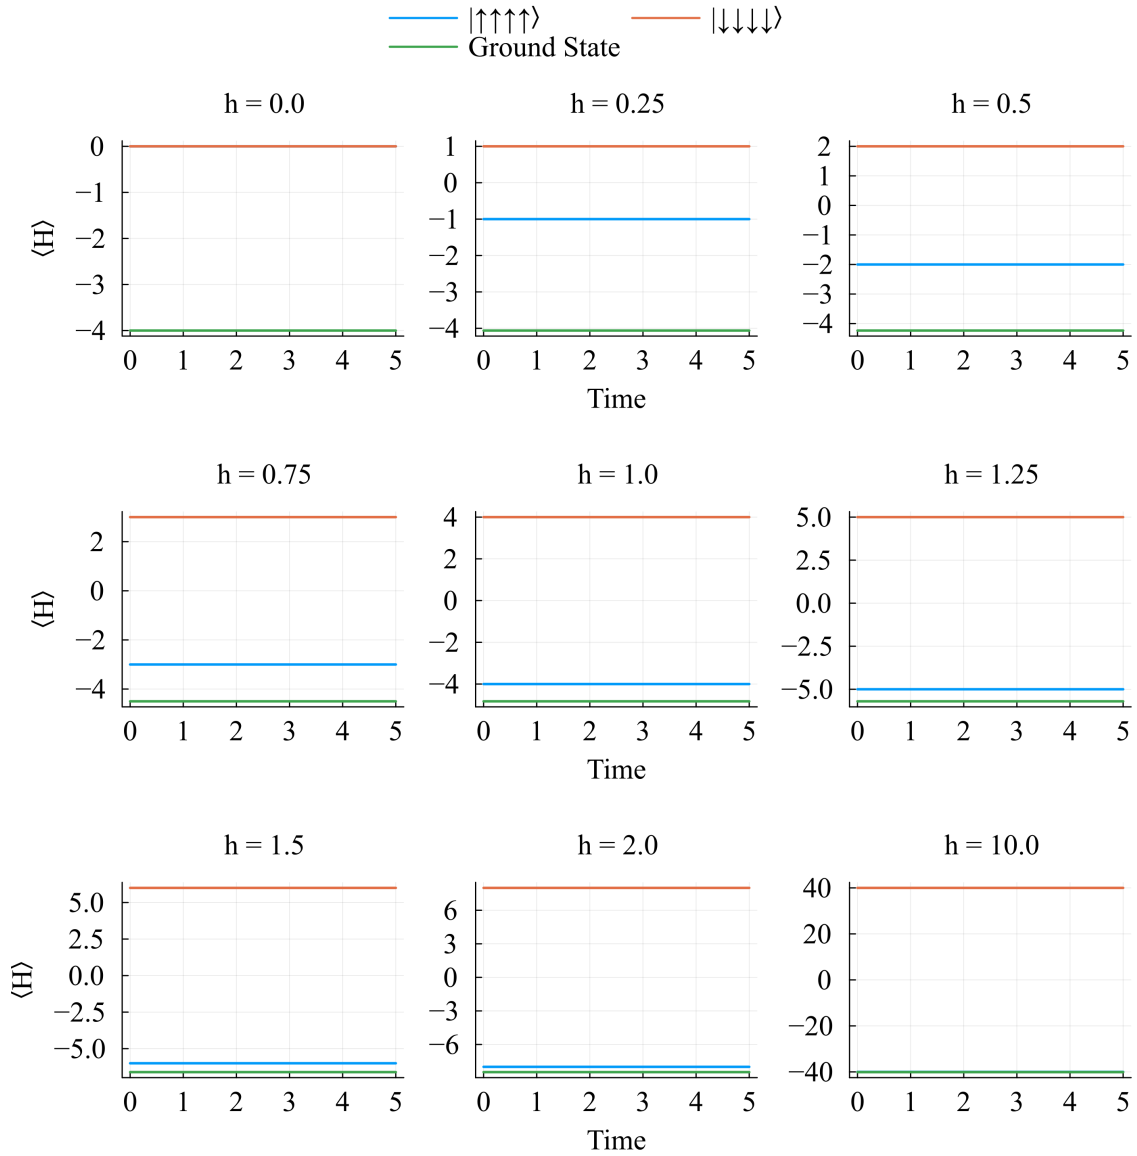 |↑↑↑↑⟩ |↓↓↓↓⟩
Ground State
h = 0.0 h = 0.25 h = 0.5
⟨H⟩
0
−1
−2
−3
−4
0 1 2 3 4 5
1
0
−1
−2
−3
−4
0 1 2 3 4 5
Time
2
1
0
−1
−2
−3
−4
0 1 2 3 4 5
h = 0.75 h = 1.0 h = 1.25
⟨H⟩
2
0
−2
−4
0 1 2 3 4 5
4
2
0
−2
−4
0 1 2 3 4 5
Time
5.0
2.5
0.0
−2.5
−5.0
0 1 2 3 4 5
h = 1.5 h = 2.0 h = 10.0
⟨H⟩
5.0
2.5
0.0
−2.5
−5.0
0 1 2 3 4 5
6
3
0
−3
−6
0 1 2 3 4 5
Time
40
20
0
−20
−40
0 1 2 3 4 5